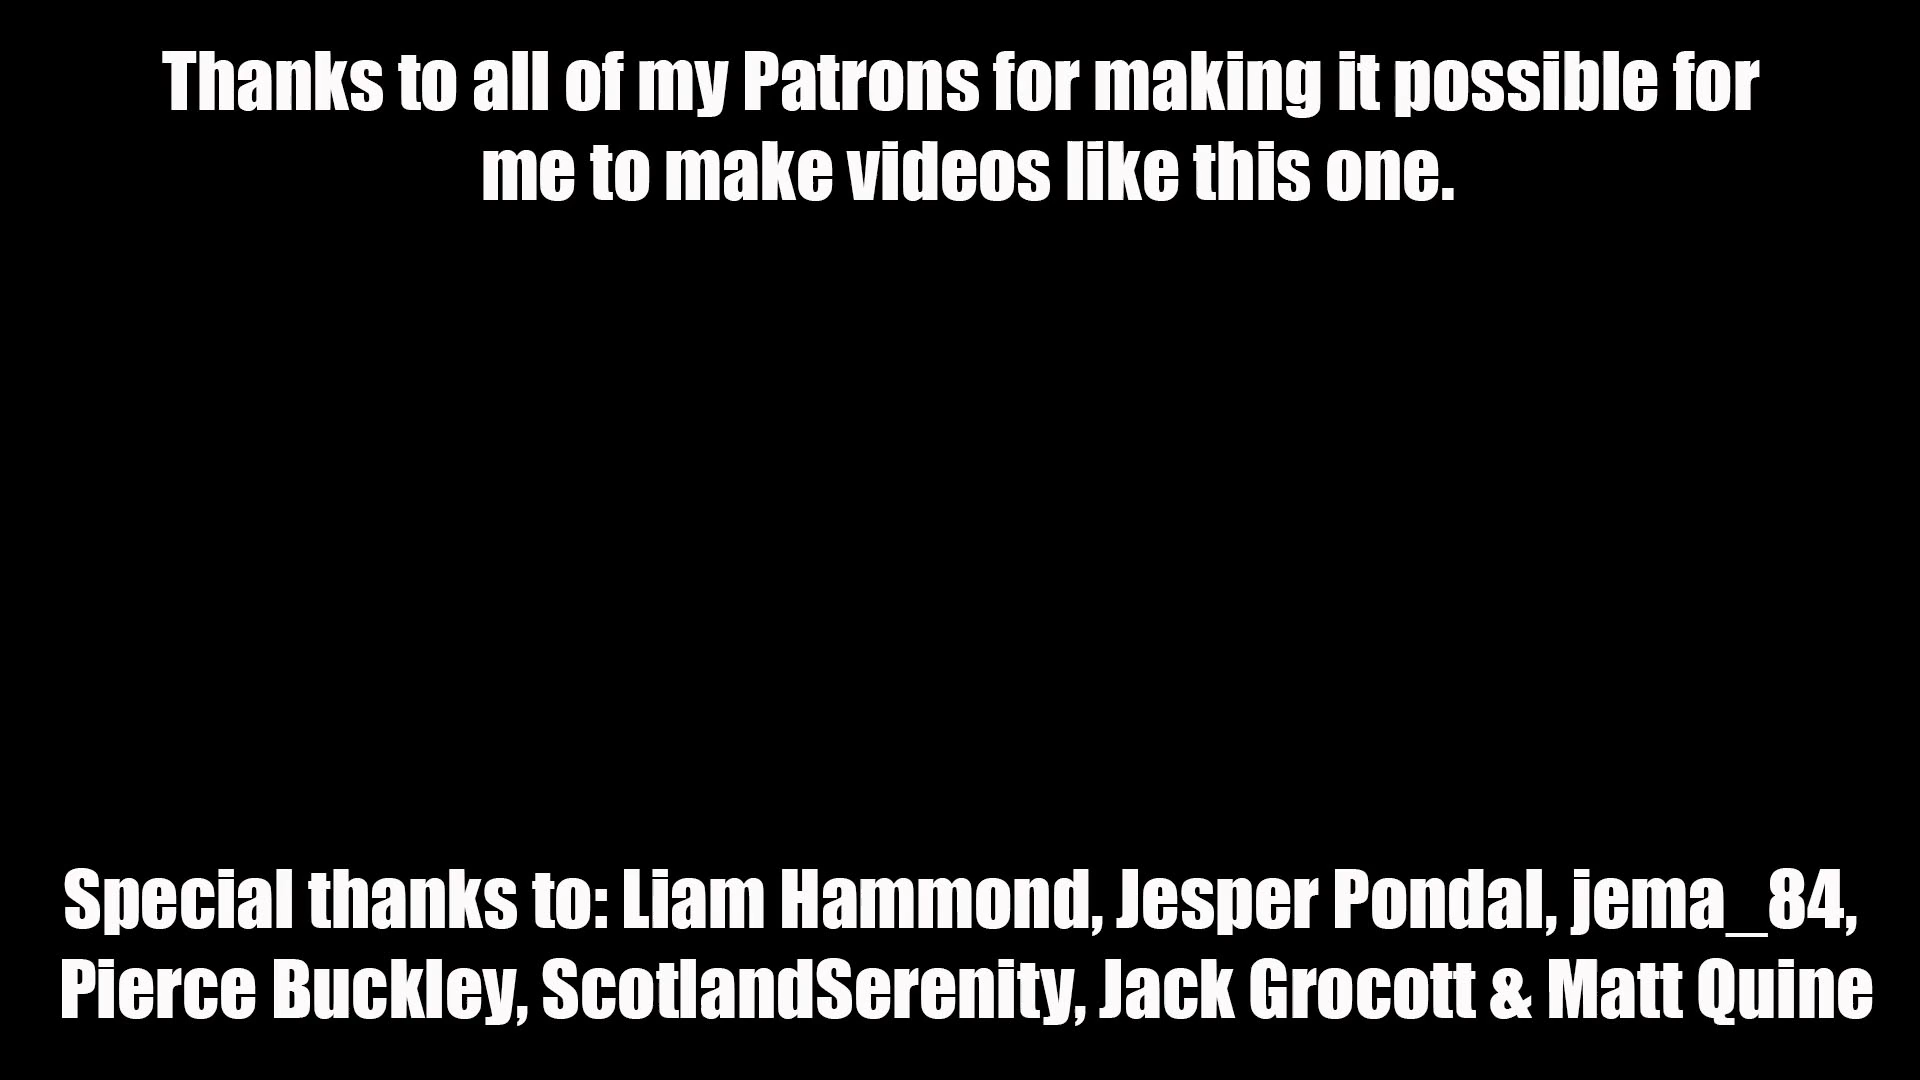 Thanks to all of my Patrons for making it possible for
me to make videos like this one.
Special thanks to: Liam Hammond, Jesper Pondal, jema_84,
Pierce Buckley, ScotlandSerenity, Jack Grocott & Matt Quine